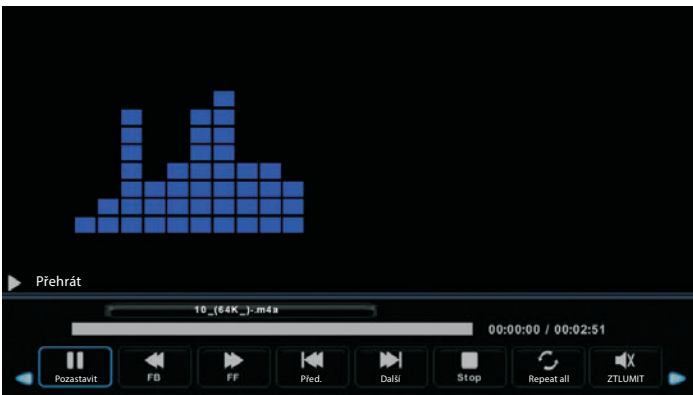 Přehrát
10_(64K_)-.m4a
00:00:00 / 00:02:51
Pozastavit FB FF Před. Další Stop Repeat all ZTLUMIT